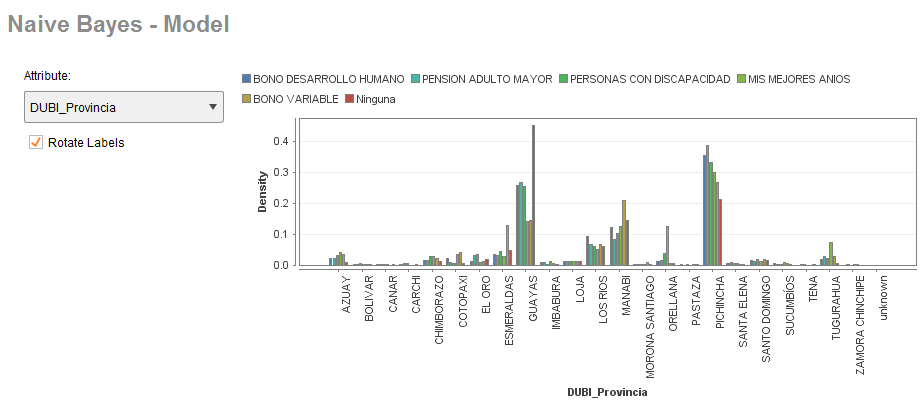 Naive Bayes - Model
Attribute:
DUBI_Provincia
Rotate Labels
BONO DESARROLLO HUMANO PENSION ADULTO MAYOR PERSONAS CON DISCAPACIDAD MIS MEJORES ANIOS
BONO VARIABLE Ninguna
Density
0.4
0.3
0.2
0.1
0.0
AZUAY
BOLIVAR
CANAR
CARCHI
CHIMBORAZO
COTOPAXI
EL ORO
ESMERALDAS
GUAYAS
IMBABURA
LOJA
LOS RIOS
MANABI
MORONA SANTIAGO
ORELLANA
PASTAZA
PICHINCHA
SANTA ELENA
SANTO DOMINGO
SUCUMBÍOS
TENA
TUGURAHUA
ZAMORA CHINCHIPE
unknown
DUBI_Provincia